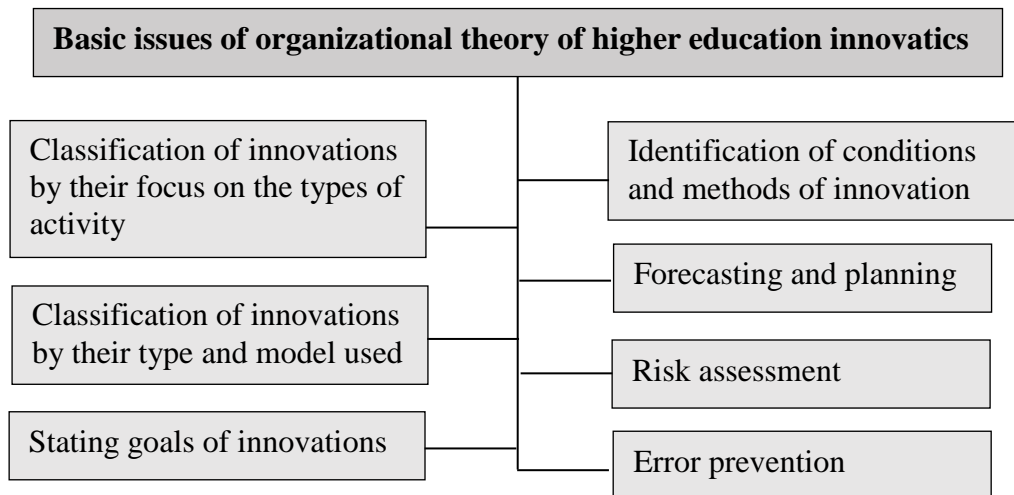 Basic issues of organizational theory of higher education innovatics
Classification of innovations
by their focus on the types of
activity
Classification of innovations
by their type and model used
Stating goals of innovations
Identification of conditions
and methods of innovation
Forecasting and planning
Risk assessment
Error prevention